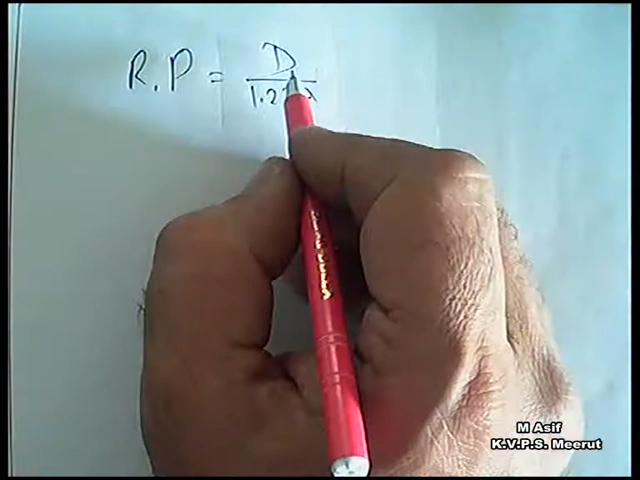 R.P = D
1.2 λ
M Asif
K.V.P.S. Meerut